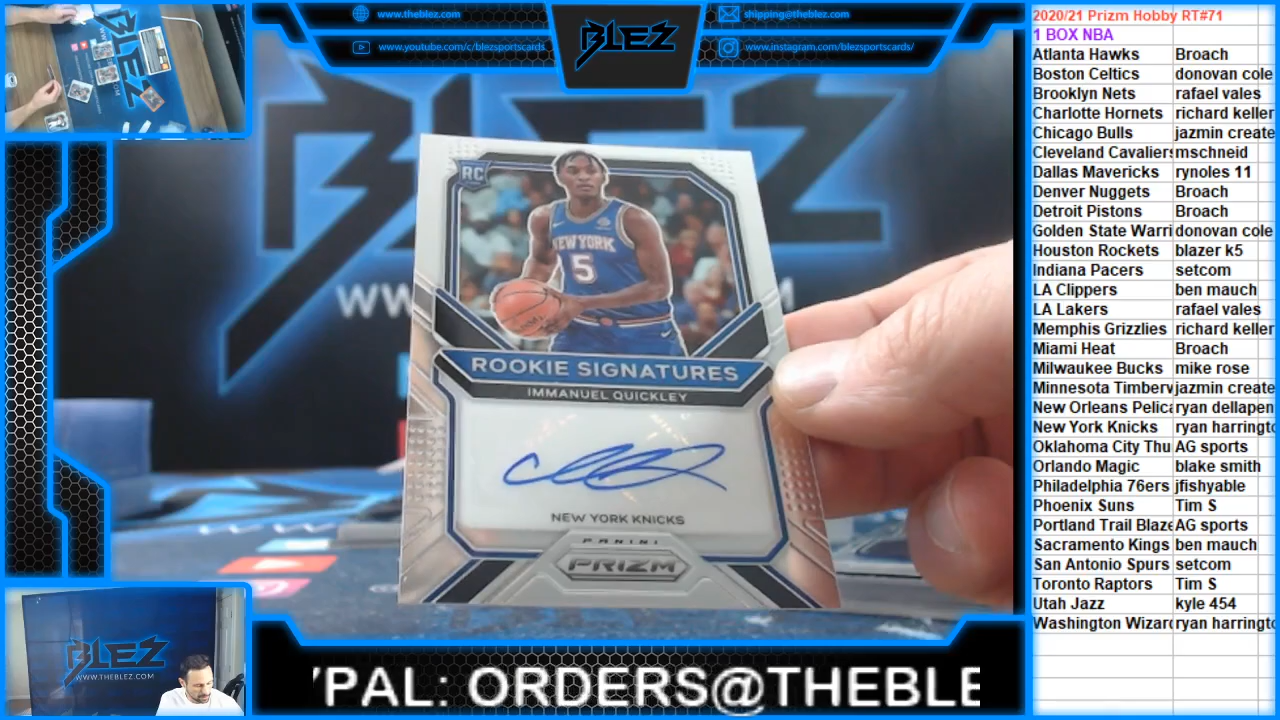 www.theblez.com
www.youtube.com/c/blezsportscards
BLEZ
shipping@theblez.com
www.instagram.com/blezsportscards/
RC
NEW YORK
5
ROOKIE SIGNATURES
IMMANUEL QUICKLEY
NEW YORK KNICKS
PANINI
PRIZM
BLEZ
WWW.THEBLEZ.COM
YPAL: ORDERS@THEBLE
2020/21 Prizm Hobby RT#71
1 BOX NBA
Atlanta Hawks Broach
Boston Celtics donovan cole
Brooklyn Nets rafael vales
Charlotte Hornets richard keller
Chicago Bulls jazmin create
Cleveland Cavaliers mschneid
Dallas Mavericks rynoles 11
Denver Nuggets Broach
Detroit Pistons Broach
Golden State Warri donovan cole
Houston Rockets blazer k5
Indiana Pacers setcom
LA Clippers ben mauch
LA Lakers rafael vales
Memphis Grizzlies richard keller
Miami Heat Broach
Milwaukee Bucks mike rose
Minnesota Timberv jazmin create
New Orleans Pelica ryan dellapen
New York Knicks ryan harringto
Oklahoma City Thu AG sports
Orlando Magic blake smith
Philadelphia 76ers jfishyable
Phoenix Suns Tim S
Portland Trail Blaze AG sports
Sacramento Kings ben mauch
San Antonio Spurs setcom
Toronto Raptors Tim S
Utah Jazz kyle 454
Washington Wizard ryan harringto